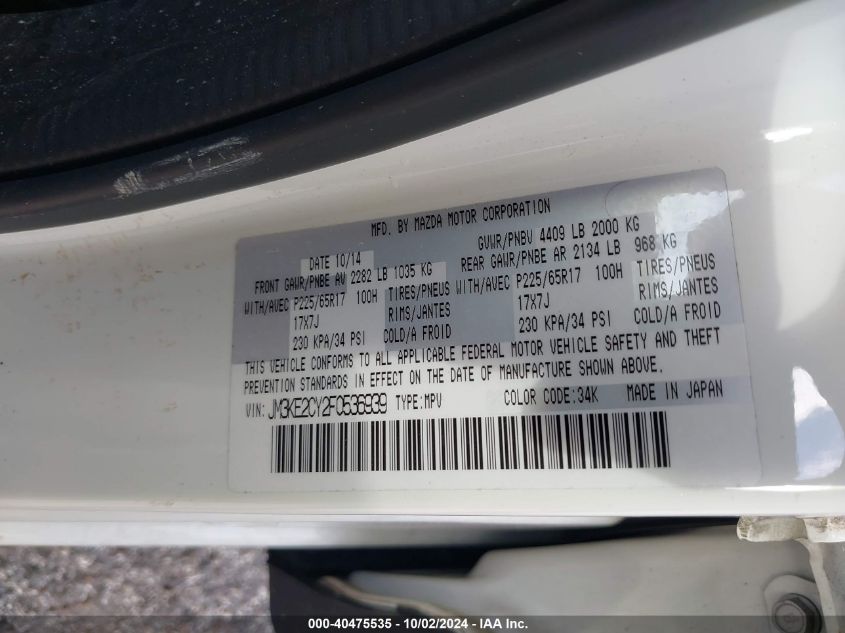 MFD. BY MAZDA MOTOR CORPORATION
DATE 10/14 GVWR/PNBV 4409 LB 2000 KG
FRONT GAWR/PNBE AV 2282 LB 1035 KG REAR GAWR/PNBE AR 2134 LB 968 KG
WITH/AVEC P225/65R17 100H TIRES/PNEUS WITH/AVEC P225/65R17 100H TIRES/PNEUS
17X7J RIMS/JANTES 17X7J RIMS/JANTES
230 KPA/34 PSI COLD/A FROID 230 KPA/34 PSI COLD/A FROID
THIS VEHICLE CONFORMS TO ALL APPLICABLE FEDERAL MOTOR VEHICLE SAFETY AND THEFT
PREVENTION STANDARDS IN EFFECT ON THE DATE OF MANUFACTURE SHOWN ABOVE.
VIN: JM3KE2CY2F0536939 TYPE:MPV COLOR CODE:34K MADE IN JAPAN
000-40475535 - 10/02/2024 - IAA Inc.